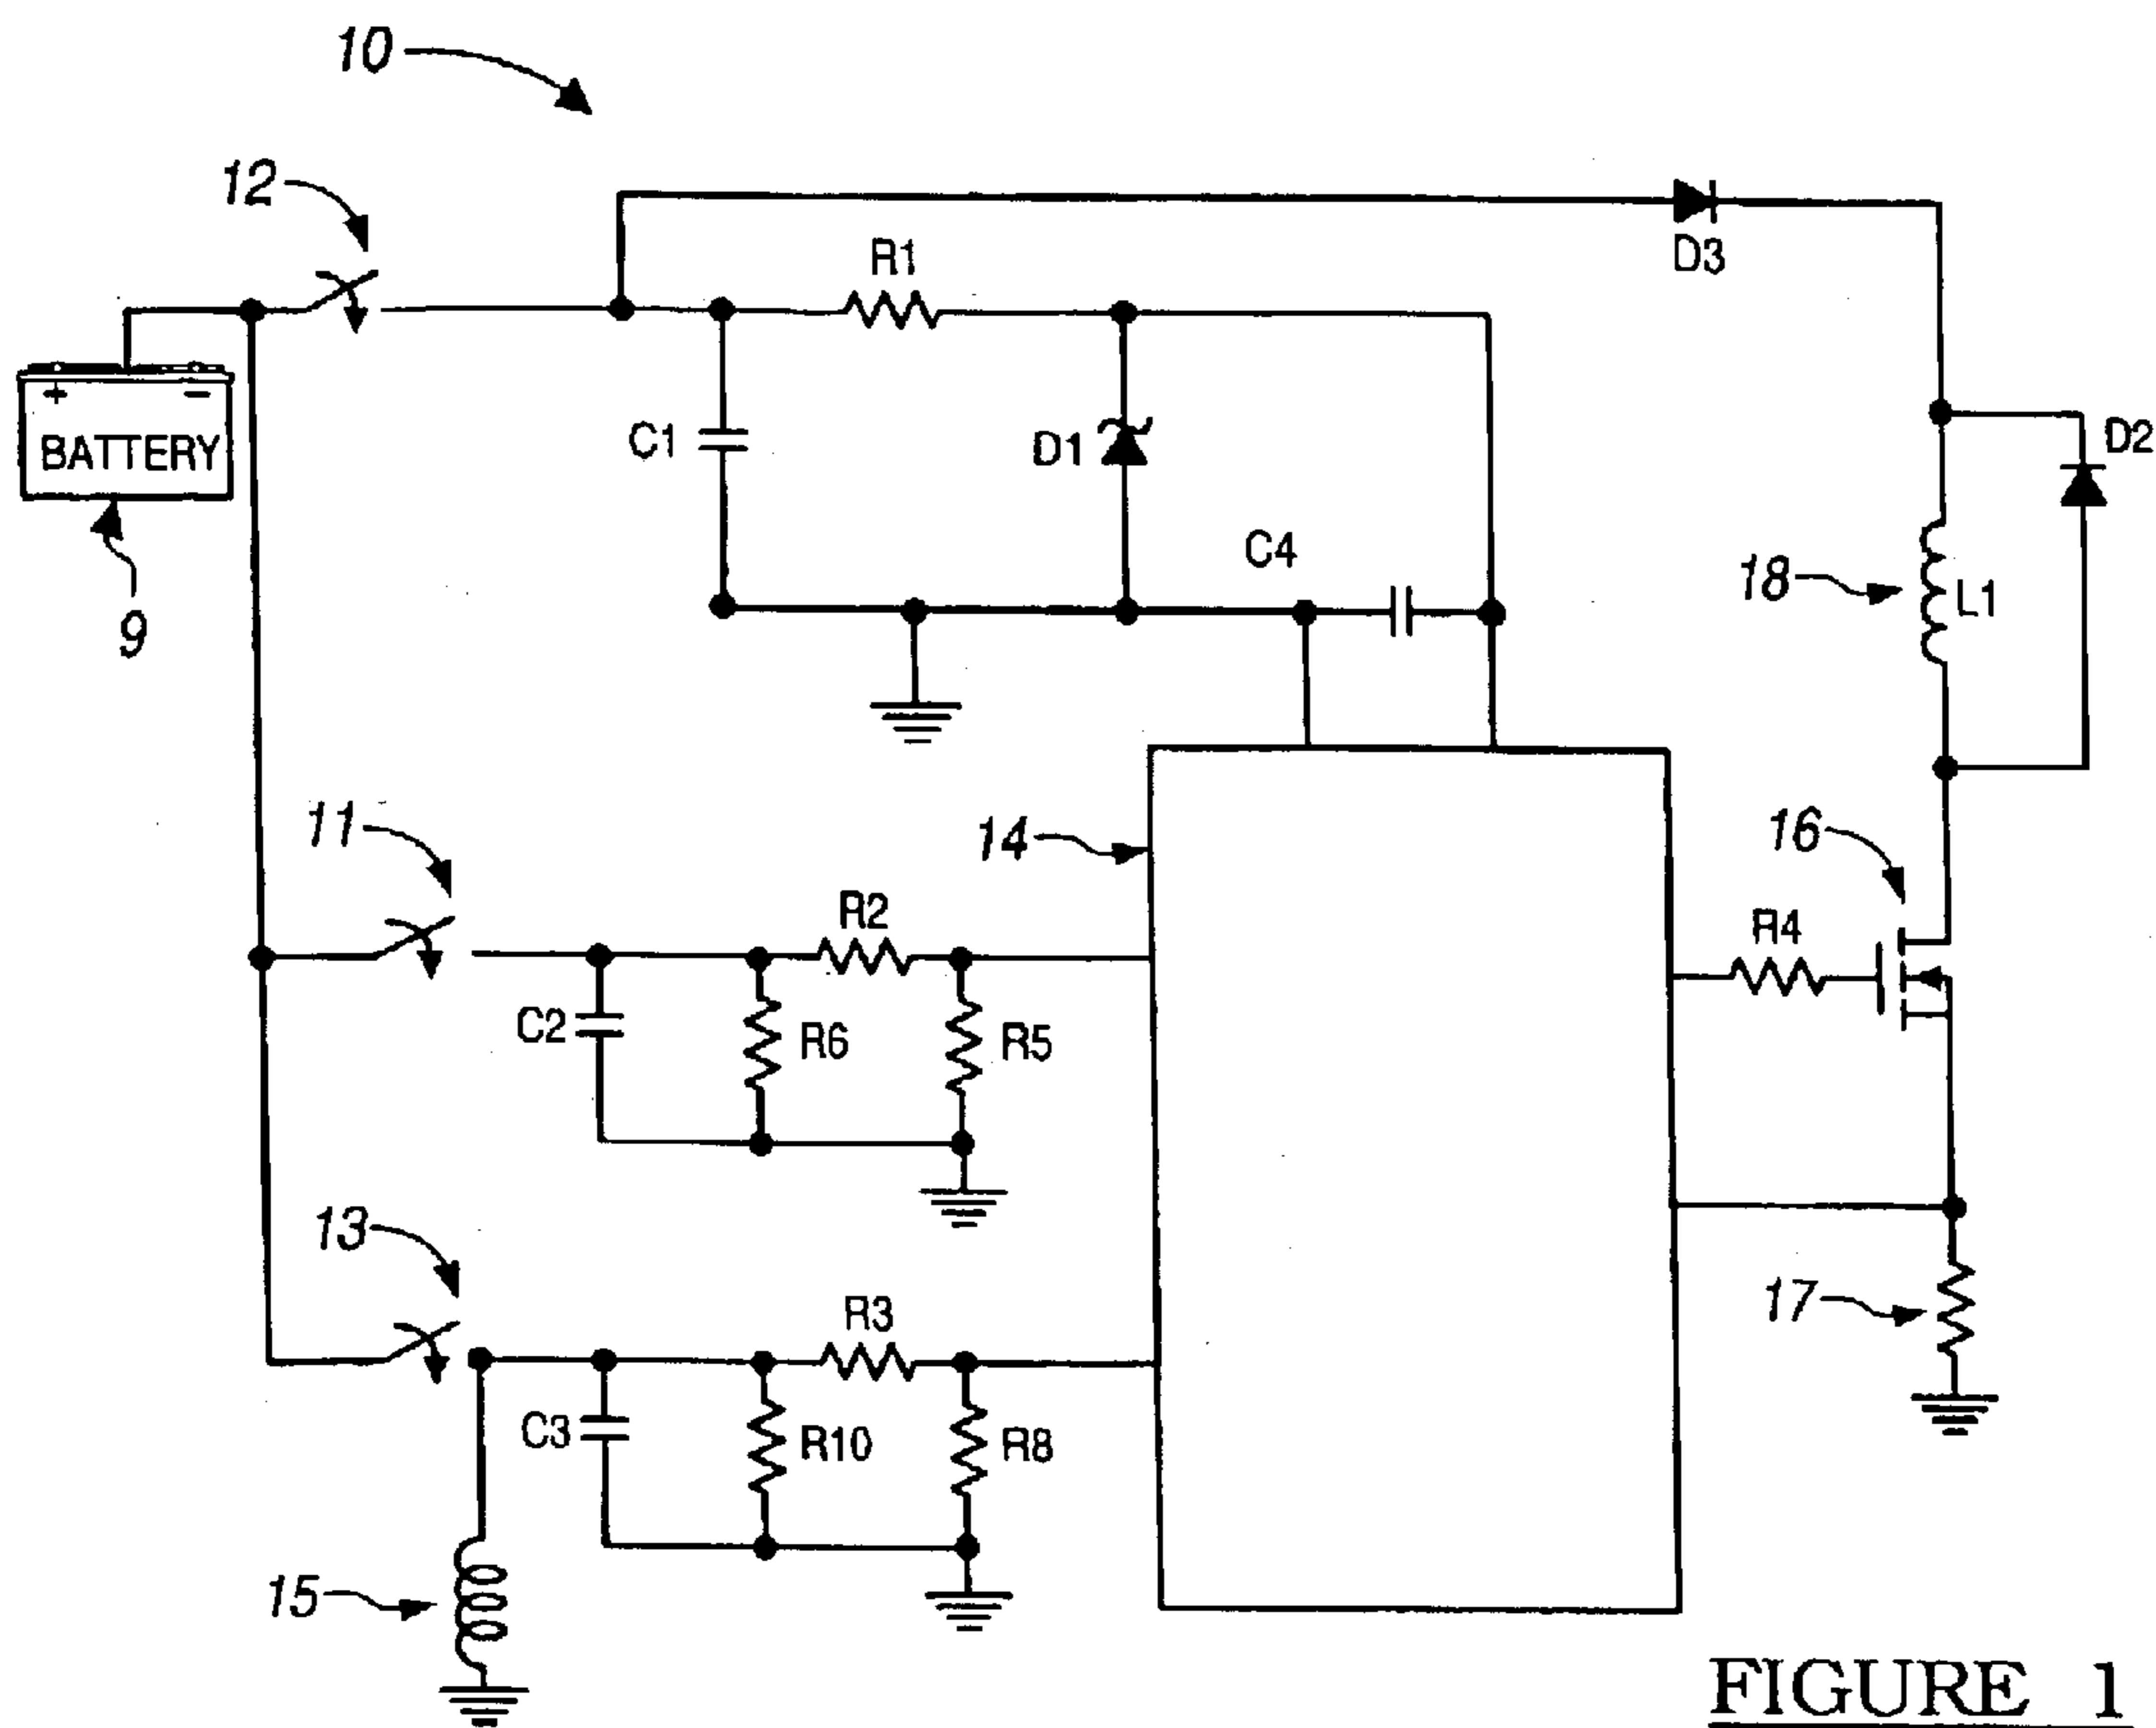 10
12
R1
D3
+ −
BATTERY
C1
D1
D2
C4
9
18
L1
11
14
16
R2
R4
C2
R6
R5
13
R3
17
C3
R10
R8
15
FIGURE 1